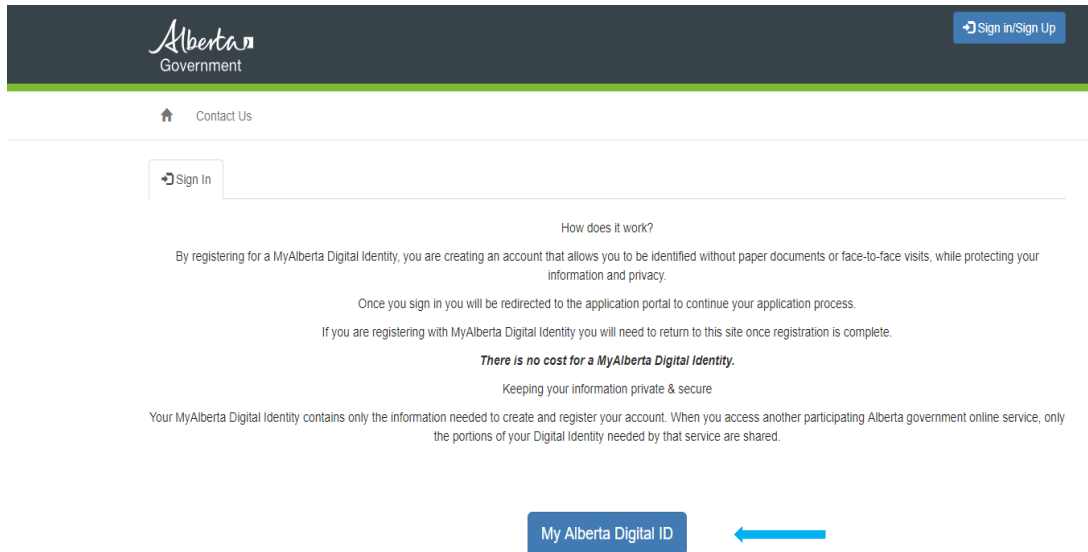 Alberta
Government
Sign in/Sign Up
Contact Us
Sign In
How does it work?
By registering for a MyAlberta Digital Identity, you are creating an account that allows you to be identified without paper documents or face-to-face visits, while protecting your
information and privacy.
Once you sign in you will be redirected to the application portal to continue your application process.
If you are registering with MyAlberta Digital Identity you will need to return to this site once registration is complete.
There is no cost for a MyAlberta Digital Identity.
Keeping your information private & secure
Your MyAlberta Digital Identity contains only the information needed to create and register your account. When you access another participating Alberta government online service, only
the portions of your Digital Identity needed by that service are shared.
My Alberta Digital ID